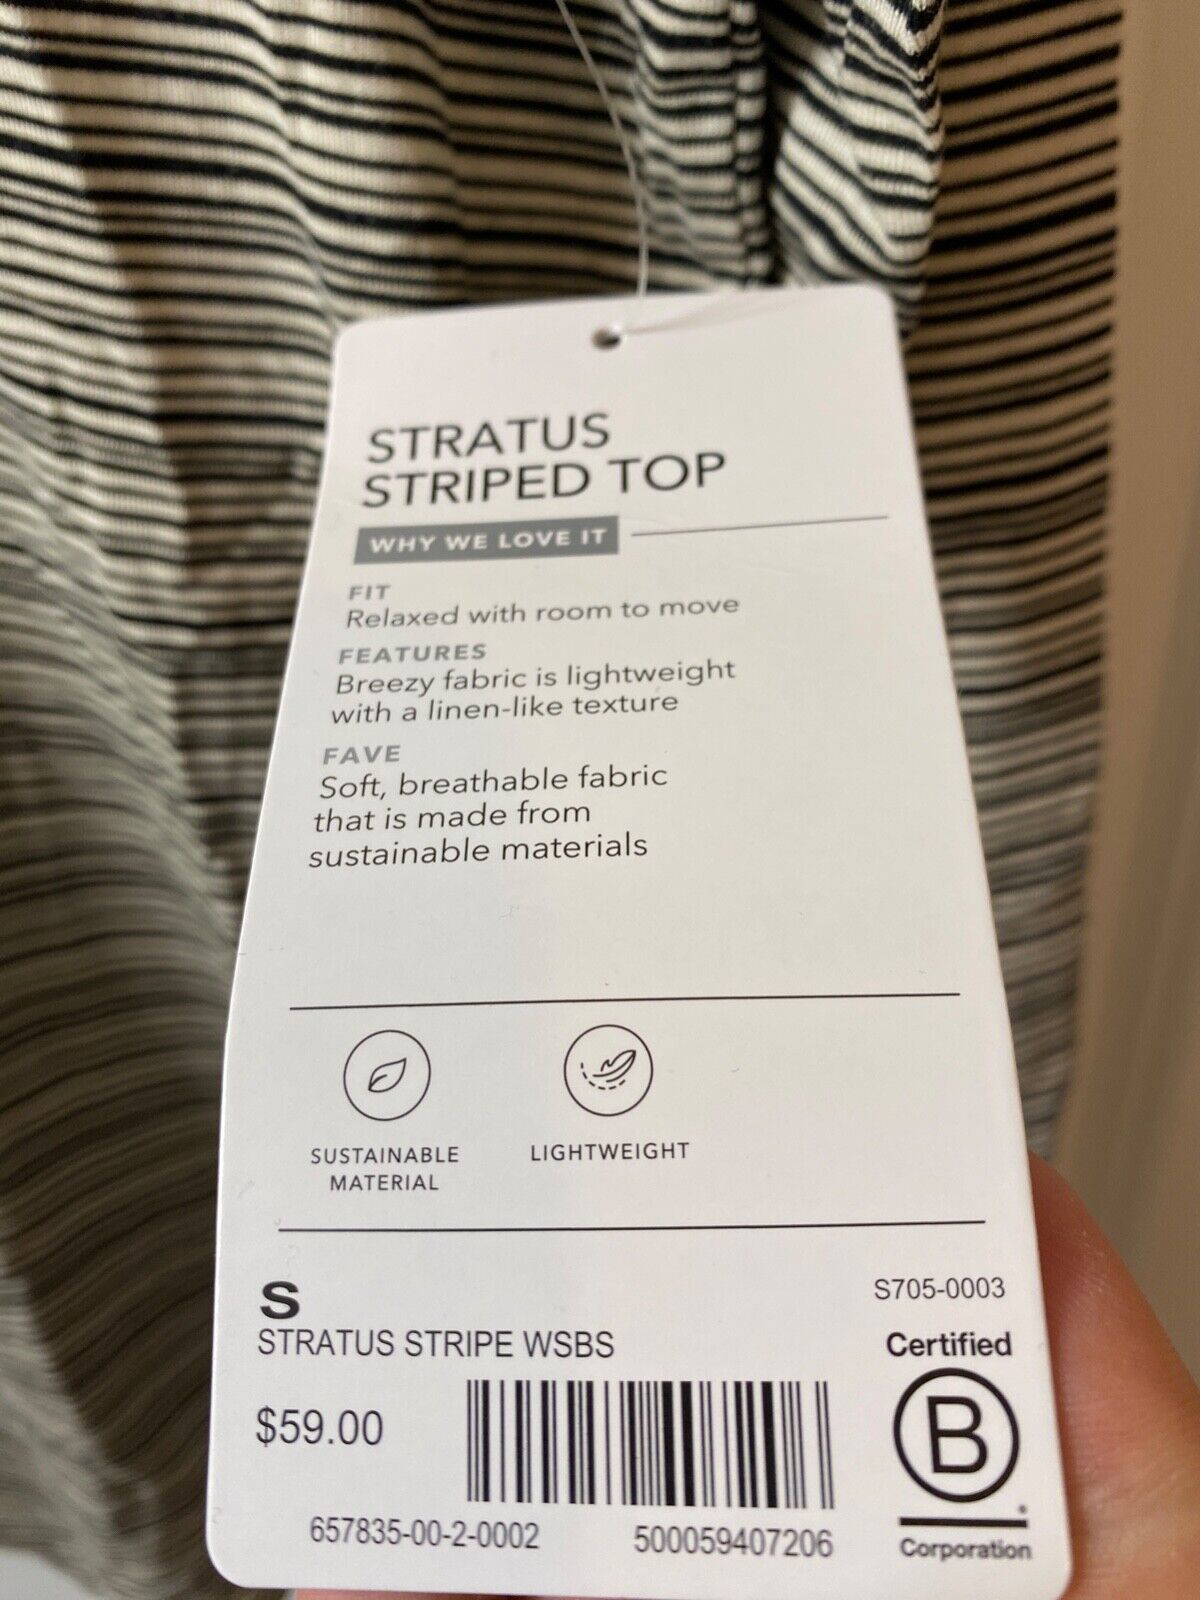 STRATUS
STRIPED TOP
WHY WE LOVE IT
FIT
Relaxed with room to move
FEATURES
Breezy fabric is lightweight
with a linen-like texture
FAVE
Soft, breathable fabric
that is made from
sustainable materials
SUSTAINABLE
MATERIAL
LIGHTWEIGHT
S
S705-0003
STRATUS STRIPE WSBS
Certified
$59.00
B
657835-00-2-0002
500059407206
Corporation